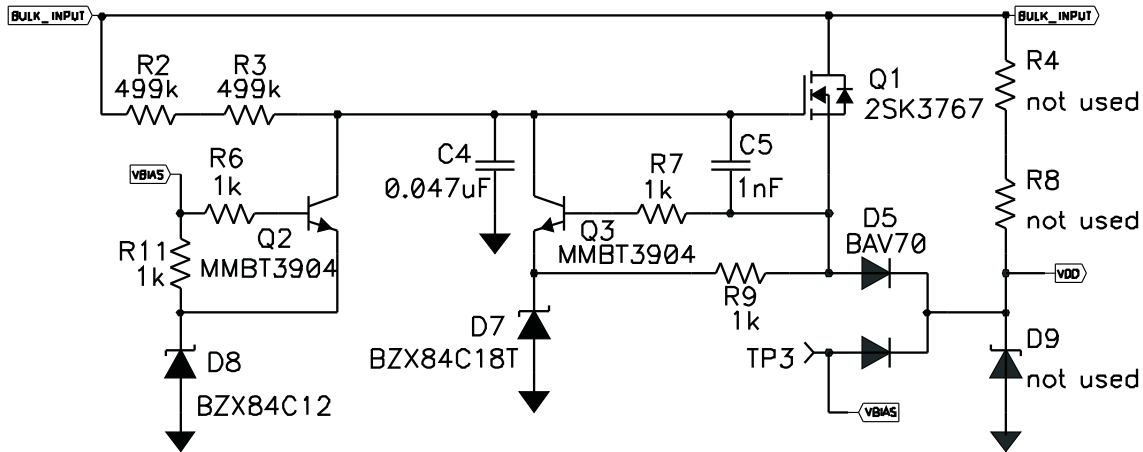 BULK_INPUT
BULK_INPUT
R2
499k
R3
499k
Q1
2SK3767
R4
not used
VBIAS
R6
1k
C4
0.047uF
R7
1k
C5
1nF
R8
not used
R11
1k
Q2
MMBT3904
Q3
MMBT3904
D5
BAV70
VDD
R9
1k
D8
BZX84C12
D7
BZX84C18T
TP3
D9
not used
VBIAS